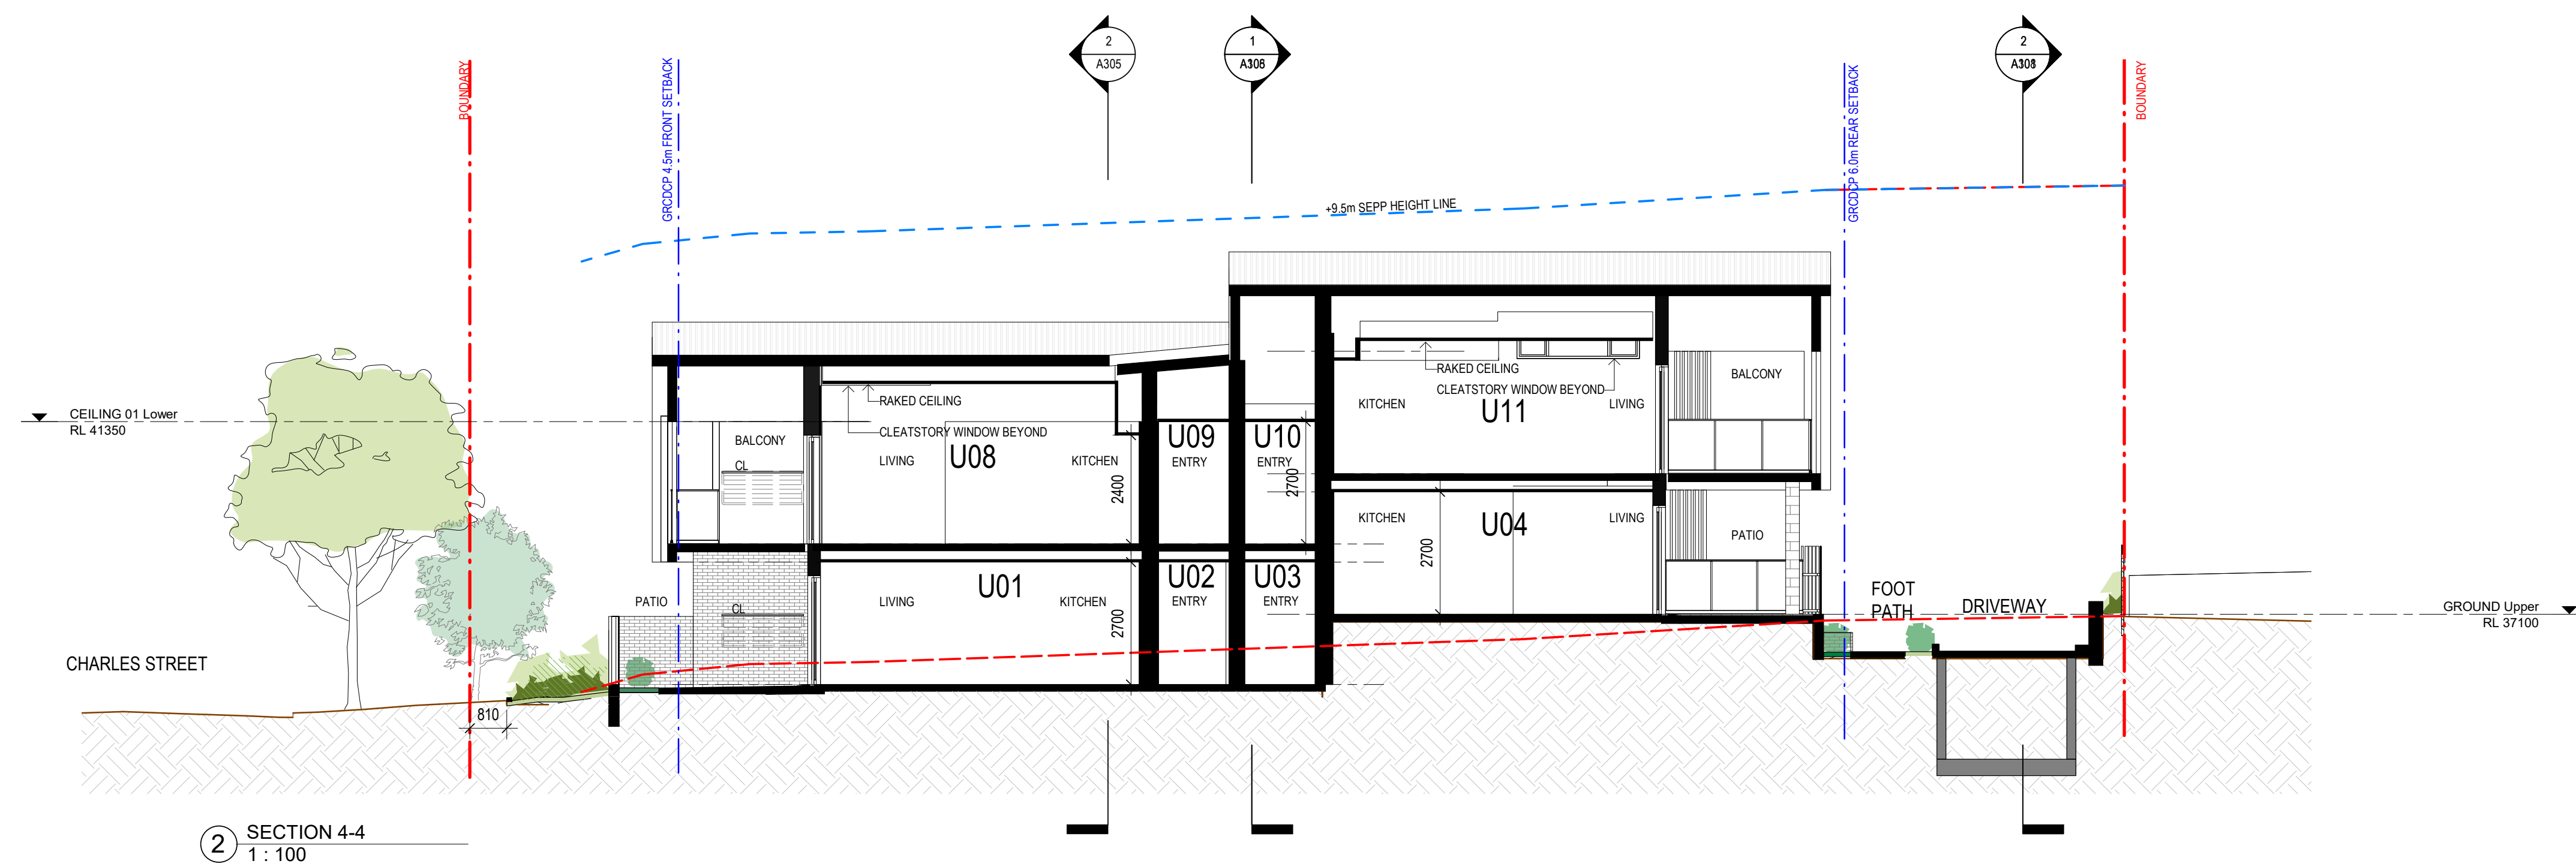 2
A305
1
2
BOUNDARY
GRCDCP 4.5m FRONT SETBACK
GRCDCP 6.0m REAR SETBACK
BOUNDARY
+9.5m SEPP HEIGHT LINE
RAKED CEILING
CLEATSTORY WINDOW BEYOND
BALCONY
KITCHEN
U11
LIVING
CEILING 01 Lower
RL 41350
RAKED CEILING
CLEATSTORY WINDOW BEYOND
BALCONY
CL
LIVING
U08
KITCHEN
2400
U09
ENTRY
U10
ENTRY
2700
KITCHEN
U04
LIVING
2700
PATIO
PATIO
CL
LIVING
U01
KITCHEN
2700
U02
ENTRY
U03
ENTRY
FOOT
PATH
DRIVEWAY
GROUND Upper
RL 37100
CHARLES STREET
810
2
SECTION 4-4
1 : 100